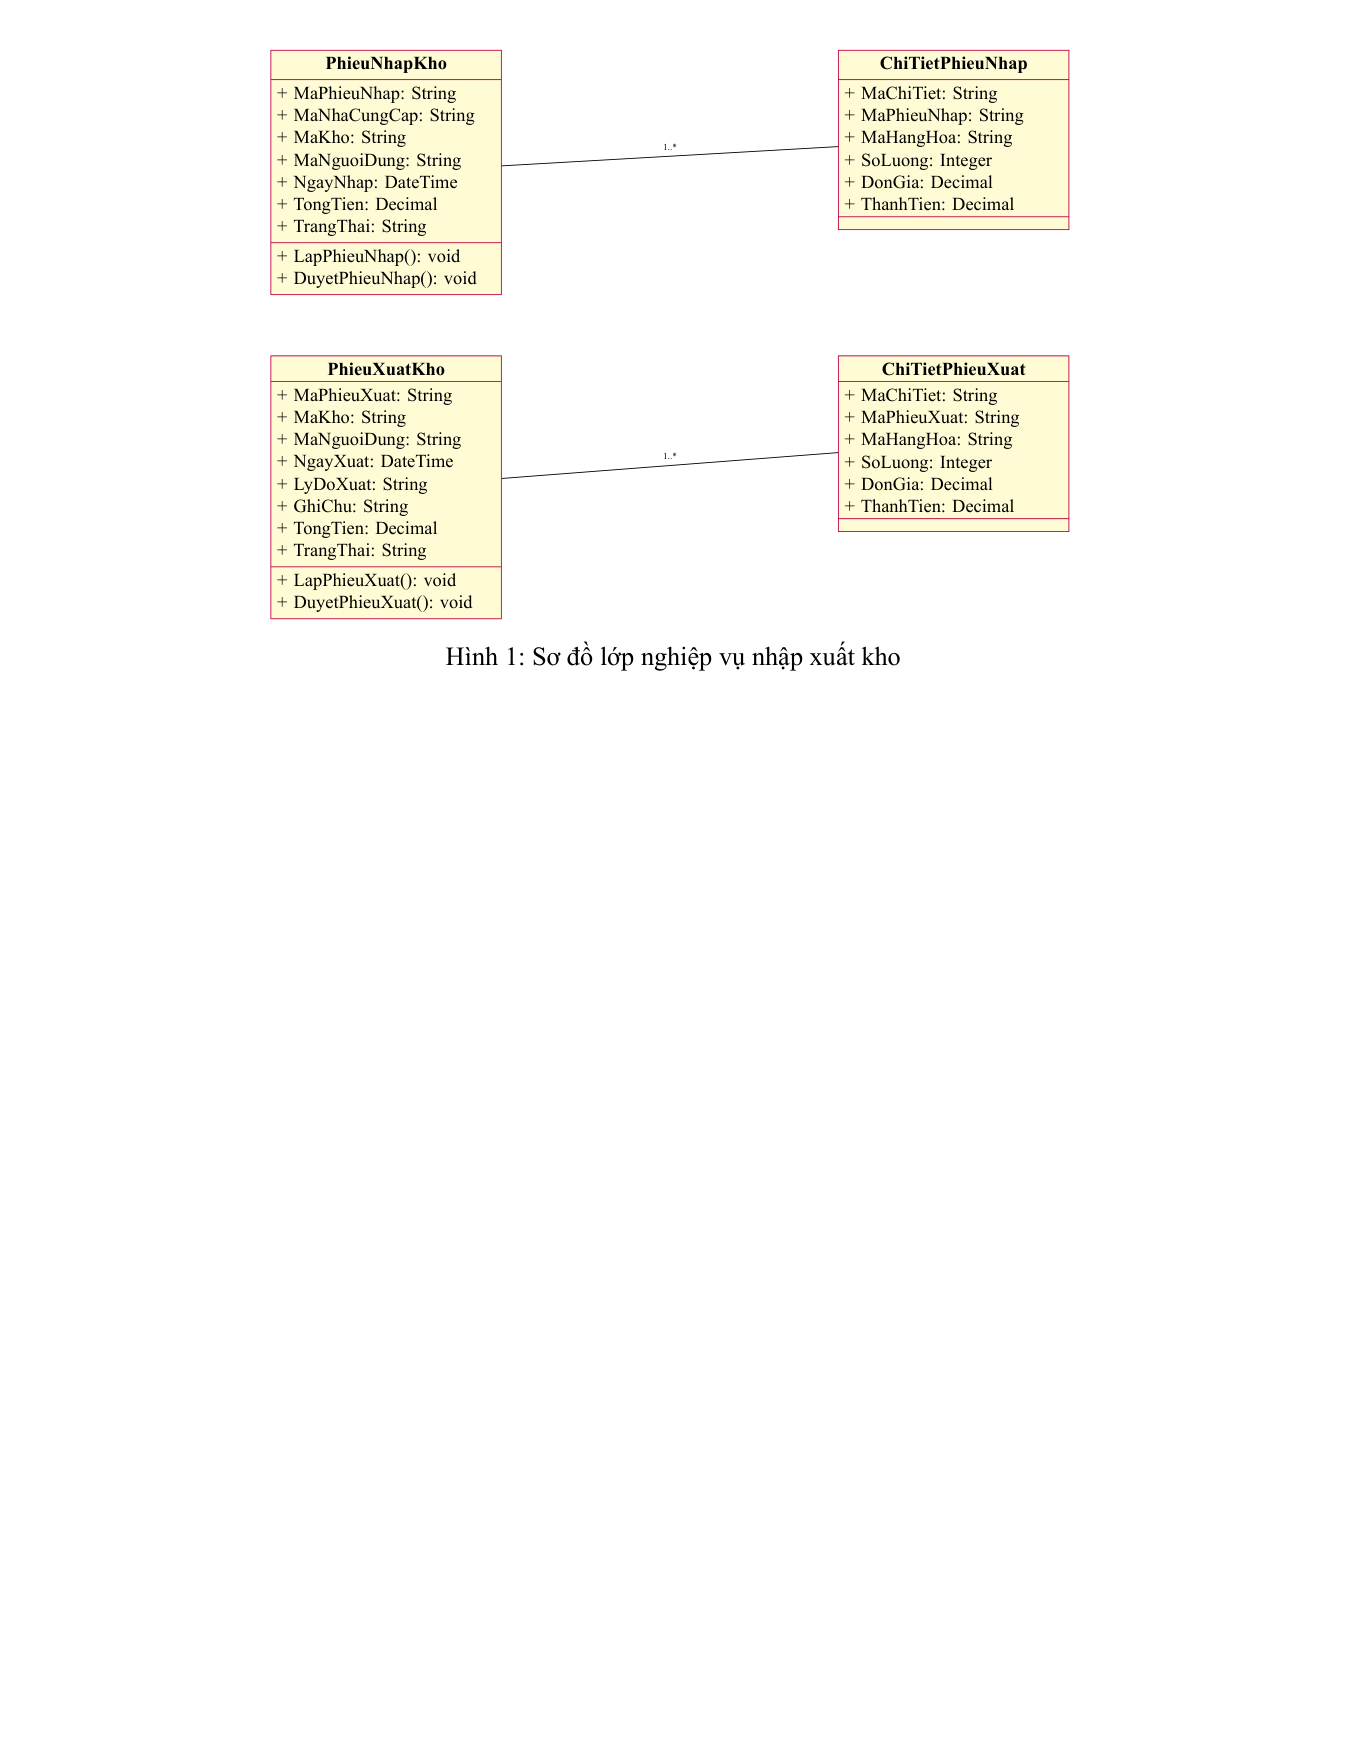 PhieuNhapKho
+ MaPhieuNhap: String
+ MaNhaCungCap: String
+ MaKho: String
+ MaNguoiDung: String
+ NgayNhap: DateTime
+ TongTien: Decimal
+ TrangThai: String
+ LapPhieuNhap(): void
+ DuyetPhieuNhap(): void
1..*
ChiTietPhieuNhap
+ MaChiTiet: String
+ MaPhieuNhap: String
+ MaHangHoa: String
+ SoLuong: Integer
+ DonGia: Decimal
+ ThanhTien: Decimal
PhieuXuatKho
+ MaPhieuXuat: String
+ MaKho: String
+ MaNguoiDung: String
+ NgayXuat: DateTime
+ LyDoXuat: String
+ GhiChu: String
+ TongTien: Decimal
+ TrangThai: String
+ LapPhieuXuat(): void
+ DuyetPhieuXuat(): void
1..*
ChiTietPhieuXuat
+ MaChiTiet: String
+ MaPhieuXuat: String
+ MaHangHoa: String
+ SoLuong: Integer
+ DonGia: Decimal
+ ThanhTien: Decimal
Hình 1: Sơ đồ lớp nghiệp vụ nhập xuất kho